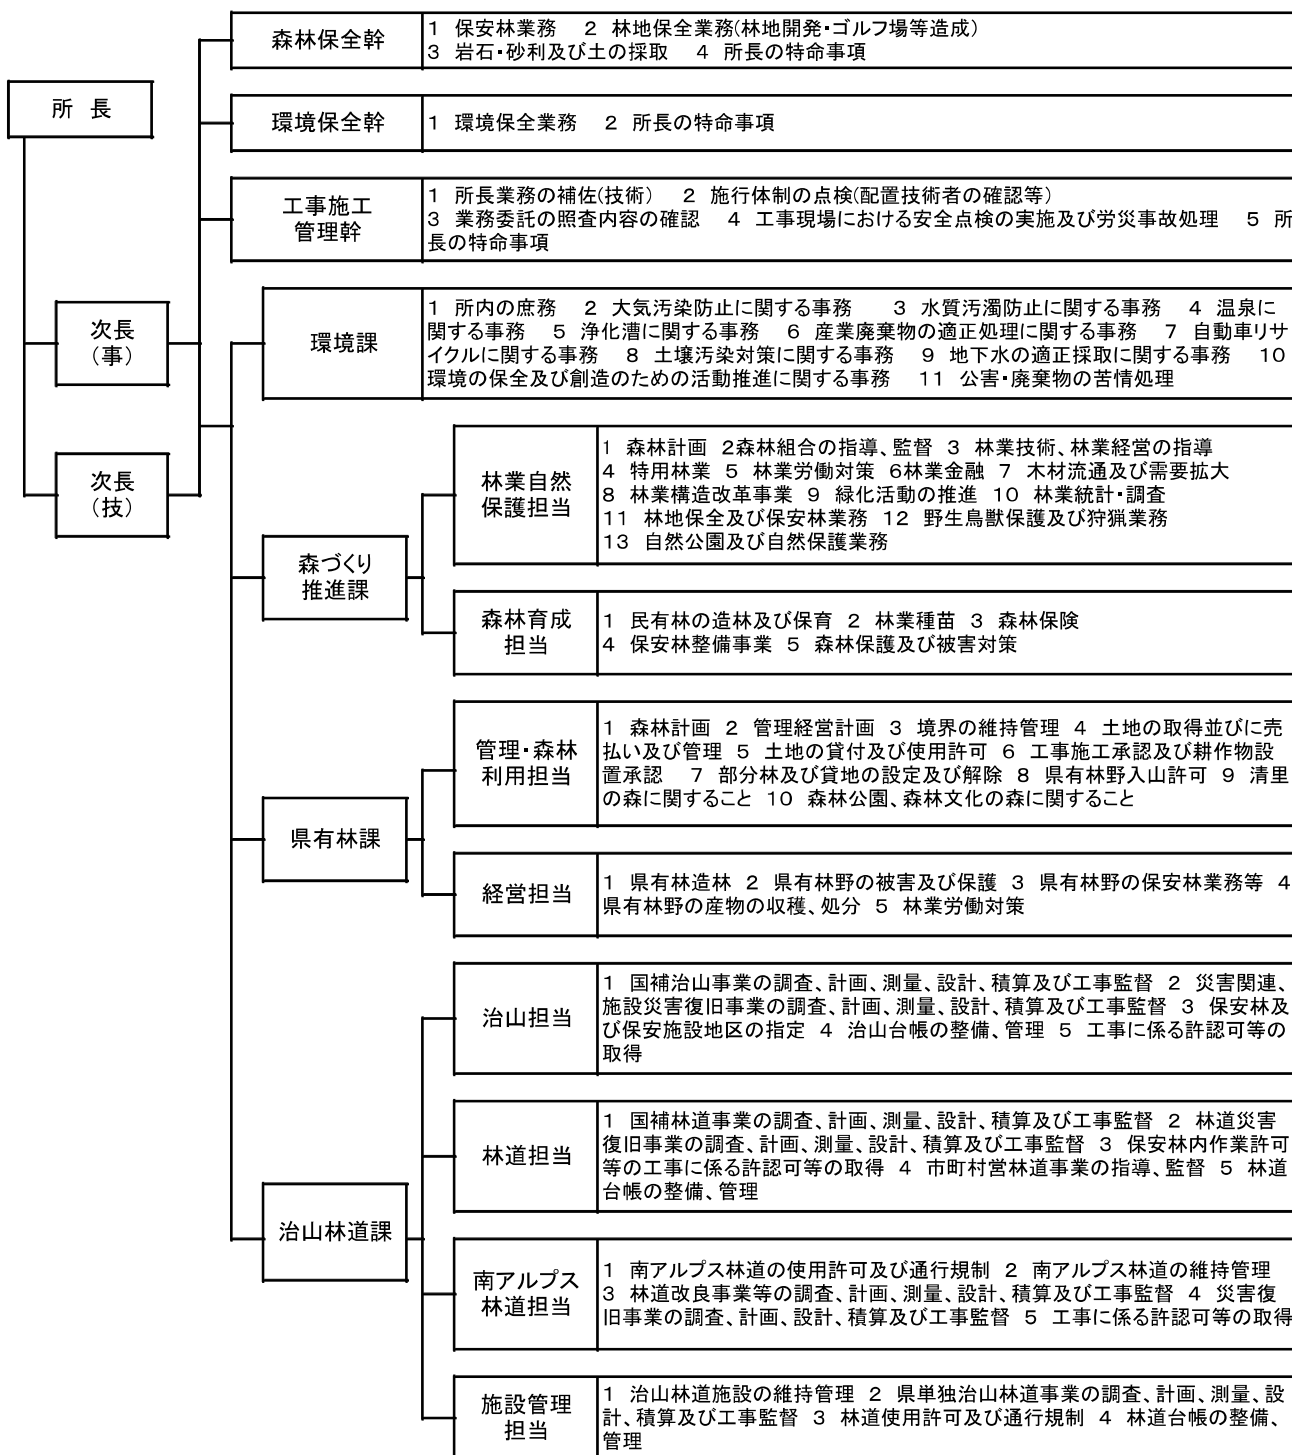 所 長
次長
(事)
次長
(技)
森林保全幹
1 保安林業務 2 林地保全業務(林地開発・ゴルフ場等造成)
3 岩石・砂利及び土の採取 4 所長の特命事項
環境保全幹
1 環境保全業務 2 所長の特命事項
工事施工
管理幹
1 所長業務の補佐(技術) 2 施行体制の点検(配置技術者の確認等)
3 業務委託の照査内容の確認 4 工事現場における安全点検の実施及び労災事故処理 5 所
長の特命事項
環境課
1 所内の庶務 2 大気汚染防止に関する事務 3 水質汚濁防止に関する事務 4 温泉に
関する事務 5 浄化漕に関する事務 6 産業廃棄物の適正処理に関する事務 7 自動車リサ
イクルに関する事務 8 土壌汚染対策に関する事務 9 地下水の適正採取に関する事務 10
環境の保全及び創造のための活動推進に関する事務 11 公害・廃棄物の苦情処理
森づくり
推進課
林業自然
保護担当
1 森林計画 2森林組合の指導、監督 3 林業技術、林業経営の指導
4 特用林業 5 林業労働対策 6林業金融 7 木材流通及び需要拡大
8 林業構造改革事業 9 緑化活動の推進 10 林業統計・調査
11 林地保全及び保安林業務 12 野生鳥獣保護及び狩猟業務
13 自然公園及び自然保護業務
森林育成
担当
1 民有林の造林及び保育 2 林業種苗 3 森林保険
4 保安林整備事業 5 森林保護及び被害対策
県有林課
管理・森林
利用担当
1 森林計画 2 管理経営計画 3 境界の維持管理 4 土地の取得並びに売
払い及び管理 5 土地の貸付及び使用許可 6 工事施工承認及び耕作物設
置承認 7 部分林及び貸地の設定及び解除 8 県有林野入山許可 9 清里
の森に関すること 10 森林公園、森林文化の森に関すること
経営担当
1 県有林造林 2 県有林野の被害及び保護 3 県有林野の保安林業務等 4
県有林野の産物の収穫、処分 5 林業労働対策
治山林道課
治山担当
1 国補治山事業の調査、計画、測量、設計、積算及び工事監督 2 災害関連、
施設災害復旧事業の調査、計画、測量、設計、積算及び工事監督 3 保安林及
び保安施設地区の指定 4 治山台帳の整備、管理 5 工事に係る許認可等の
取得
林道担当
1 国補林道事業の調査、計画、測量、設計、積算及び工事監督 2 林道災害
復旧事業の調査、計画、測量、設計、積算及び工事監督 3 保安林内作業許可
等の工事に係る許認可等の取得 4 市町村営林道事業の指導、監督 5 林道
台帳の整備、管理
南アルプス
林道担当
1 南アルプス林道の使用許可及び通行規制 2 南アルプス林道の維持管理
3 林道改良事業等の調査、計画、測量、設計、積算及び工事監督 4 災害復
旧事業の調査、計画、設計、積算及び工事監督 5 工事に係る許認可等の取得
施設管理
担当
1 治山林道施設の維持管理 2 県単独治山林道事業の調査、計画、測量、設
計、積算及び工事監督 3 林道使用許可及び通行規制 4 林道台帳の整備、
管理